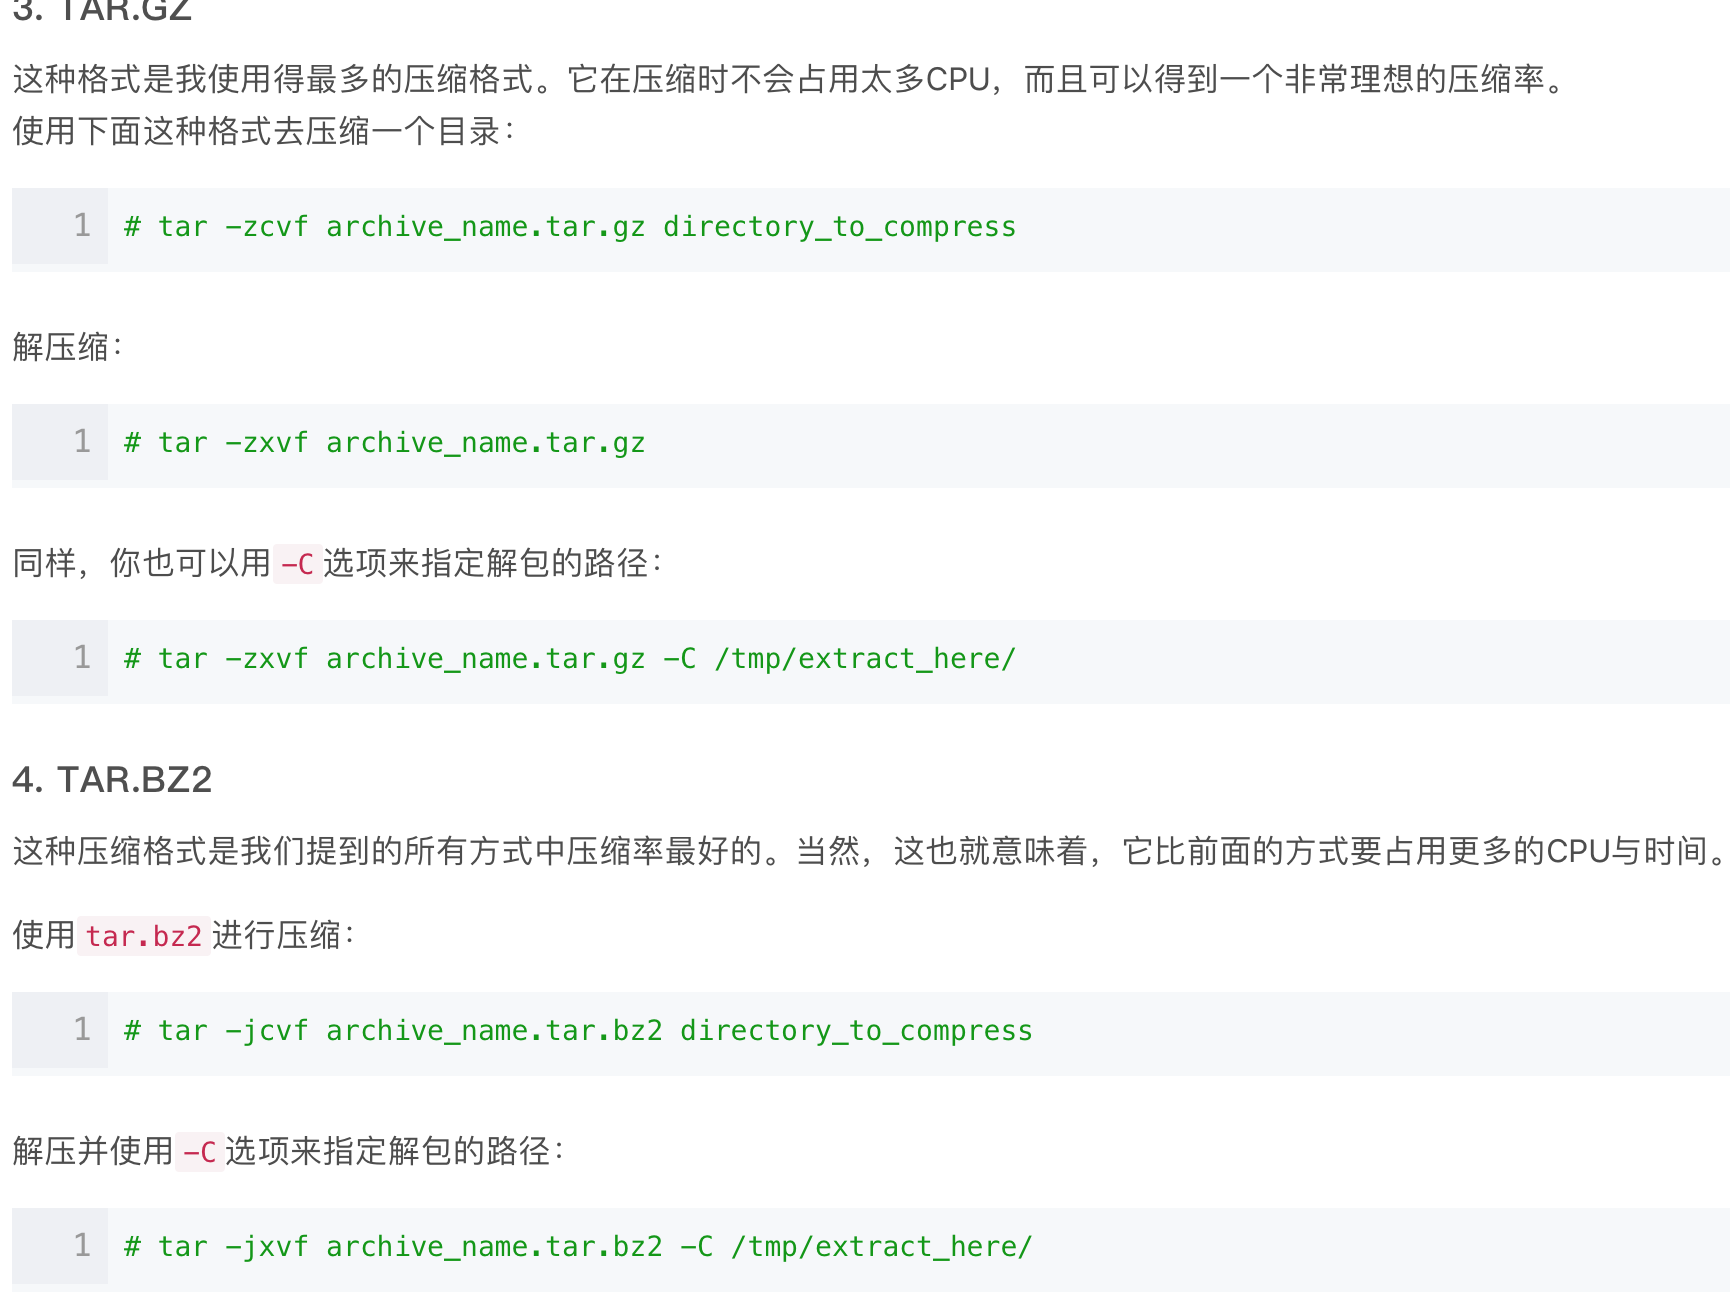 3. TAR.GZ
这种格式是我使用得最多的压缩格式。它在压缩时不会占用太多CPU，而且可以得到一个非常理想的压缩率。
使用下面这种格式去压缩一个目录：
1 # tar -zcvf archive_name.tar.gz directory_to_compress
解压缩：
1 # tar -zxvf archive_name.tar.gz
同样，你也可以用 -C 选项来指定解包的路径：
1 # tar -zxvf archive_name.tar.gz -C /tmp/extract_here/
4. TAR.BZ2
这种压缩格式是我们提到的所有方式中压缩率最好的。当然，这也就意味着，它比前面的方式要占用更多的CPU与时间。
使用 tar.bz2 进行压缩：
1 # tar -jcvf archive_name.tar.bz2 directory_to_compress
解压并使用 -C 选项来指定解包的路径：
1 # tar -jxvf archive_name.tar.bz2 -C /tmp/extract_here/